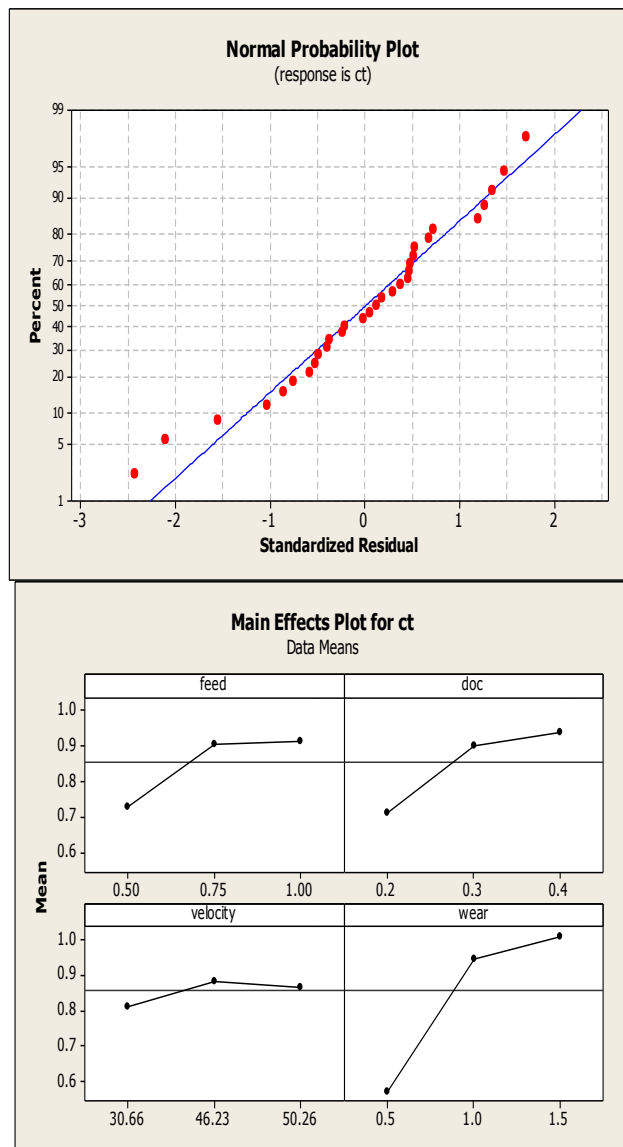 Normal Probability Plot
(response is ct)
99
95
90
80
70
60
50
40
30
20
10
5
1
Percent
-3 -2 -1 0 1 2
Standardized Residual
Main Effects Plot for ct
Data Means
feed doc
1.0
0.9
0.8
0.7
0.6
0.50 0.75 1.00 0.2 0.3 0.4
Mean
velocity wear
1.0
0.9
0.8
0.7
0.6
30.66 46.23 50.26 0.5 1.0 1.5